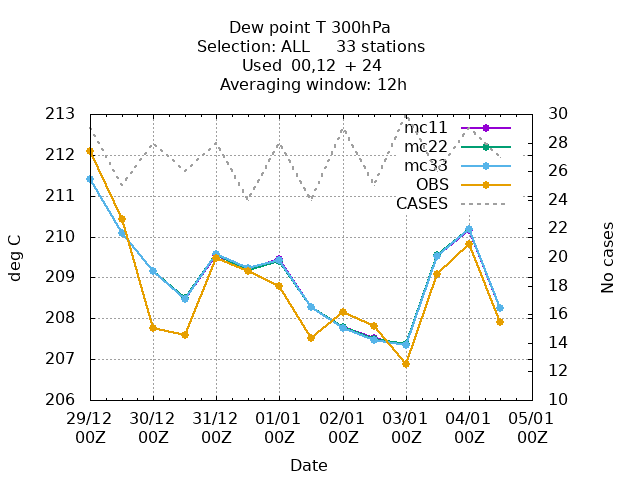 Dew point T 300hPa
Selection: ALL 33 stations
Used 00,12 + 24
Averaging window: 12h
213
212
211
210
209
208
207
206
deg C
30
28
26
24
22
20
18
16
14
12
10
No cases
mc11
mc22
mc33
OBS
CASES
29/12 30/12 31/12 01/01 02/01 03/01 04/01 05/01
00Z 00Z 00Z 00Z 00Z 00Z 00Z 00Z
Date